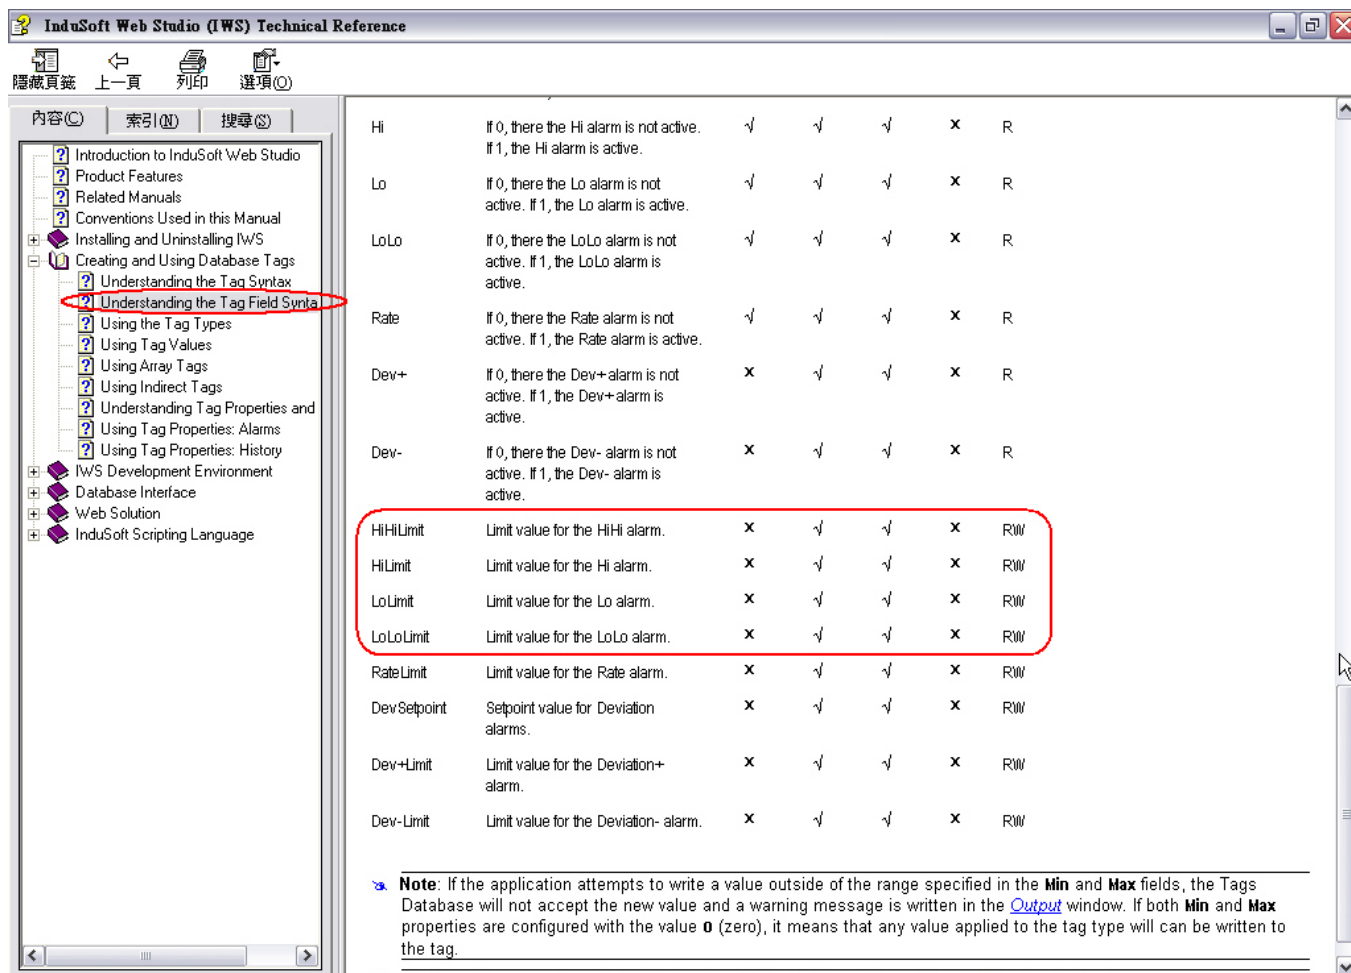 InduSoft Web Studio (IWS) Technical Reference
隱藏頁籤 上一頁 列印 選項(O)
內容(C) 索引(N) 搜尋(S)
Introduction to InduSoft Web Studio
Product Features
Related Manuals
Conventions Used in this Manual
Installing and Uninstalling IWS
Creating and Using Database Tags
Understanding the Tag Syntax
Understanding the Tag Field Synta
Using the Tag Types
Using Tag Values
Using Array Tags
Using Indirect Tags
Understanding Tag Properties and
Using Tag Properties: Alarms
Using Tag Properties: History
IWS Development Environment
Database Interface
Web Solution
InduSoft Scripting Language
Hi If 0, there the Hi alarm is not active. √ √ √ x R
If 1, the Hi alarm is active.
Lo If 0, there the Lo alarm is not √ √ √ x R
active. If 1, the Lo alarm is active.
LoLo If 0, there the LoLo alarm is not √ √ √ x R
active. If 1, the LoLo alarm is
active.
Rate If 0, there the Rate alarm is not √ √ √ x R
active. If 1, the Rate alarm is active.
Dev+ If 0, there the Dev+ alarm is not x √ √ x R
active. If 1, the Dev+ alarm is
active.
Dev- If 0, there the Dev- alarm is not x √ √ x R
active. If 1, the Dev- alarm is
active.
HiHiLimit Limit value for the HiHi alarm. x √ √ x RW
HiLimit Limit value for the Hi alarm. x √ √ x RW
LoLimit Limit value for the Lo alarm. x √ √ x RW
LoLoLimit Limit value for the LoLo alarm. x √ √ x RW
RateLimit Limit value for the Rate alarm. x √ √ x RW
DevSetpoint Setpoint value for Deviation x √ √ x RW
alarms.
Dev+Limit Limit value for the Deviation+ x √ √ x RW
alarm.
Dev-Limit Limit value for the Deviation- alarm. x √ √ x RW
Note: If the application attempts to write a value outside of the range specified in the Min and Max fields, the Tags
Database will not accept the new value and a warning message is written in the Output window. If both Min and Max
properties are configured with the value 0 (zero), it means that any value applied to the tag type will can be written to
the tag.